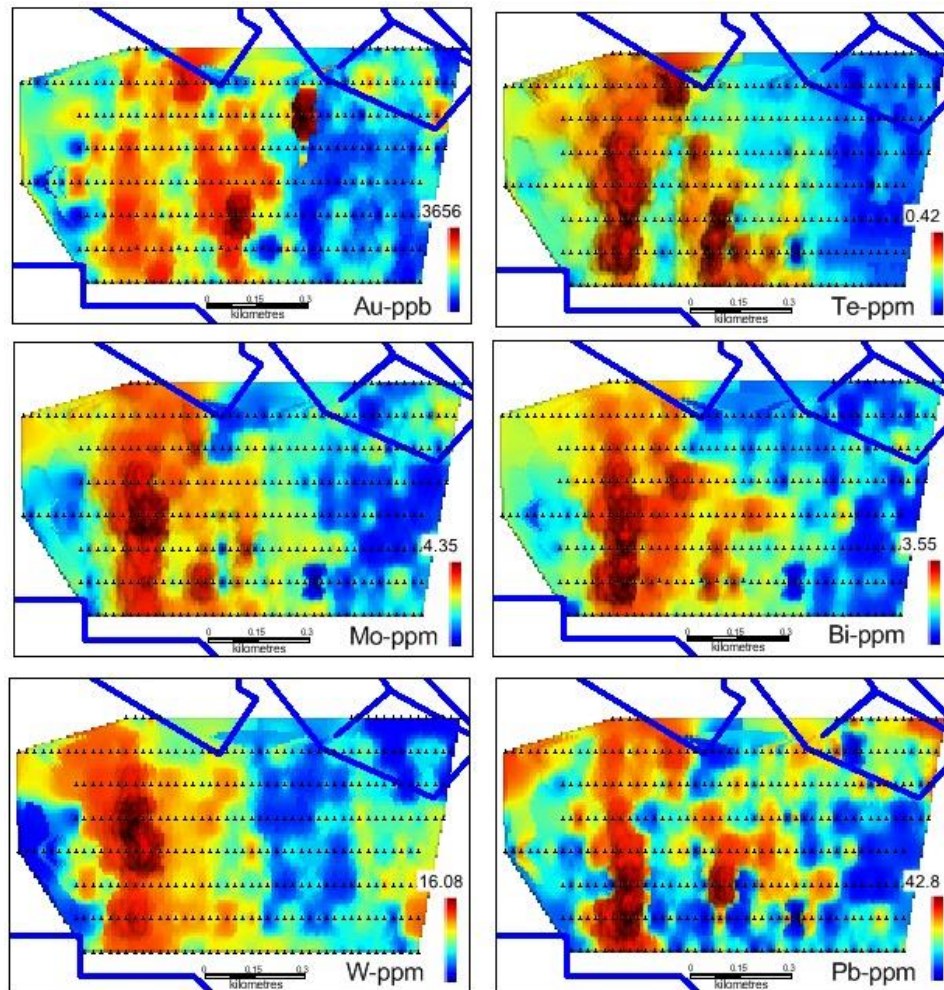 3656
0 0.15 0.3
kilometres
Au-ppb
0.42
0 0.15 0.3
kilometres
Te-ppm
4.35
0 0.15 0.3
kilometres
Mo-ppm
3.55
0 0.15 0.3
kilometres
Bi-ppm
16.08
0 0.15 0.3
kilometres
W-ppm
42.8
0 0.15 0.3
kilometres
Pb-ppm